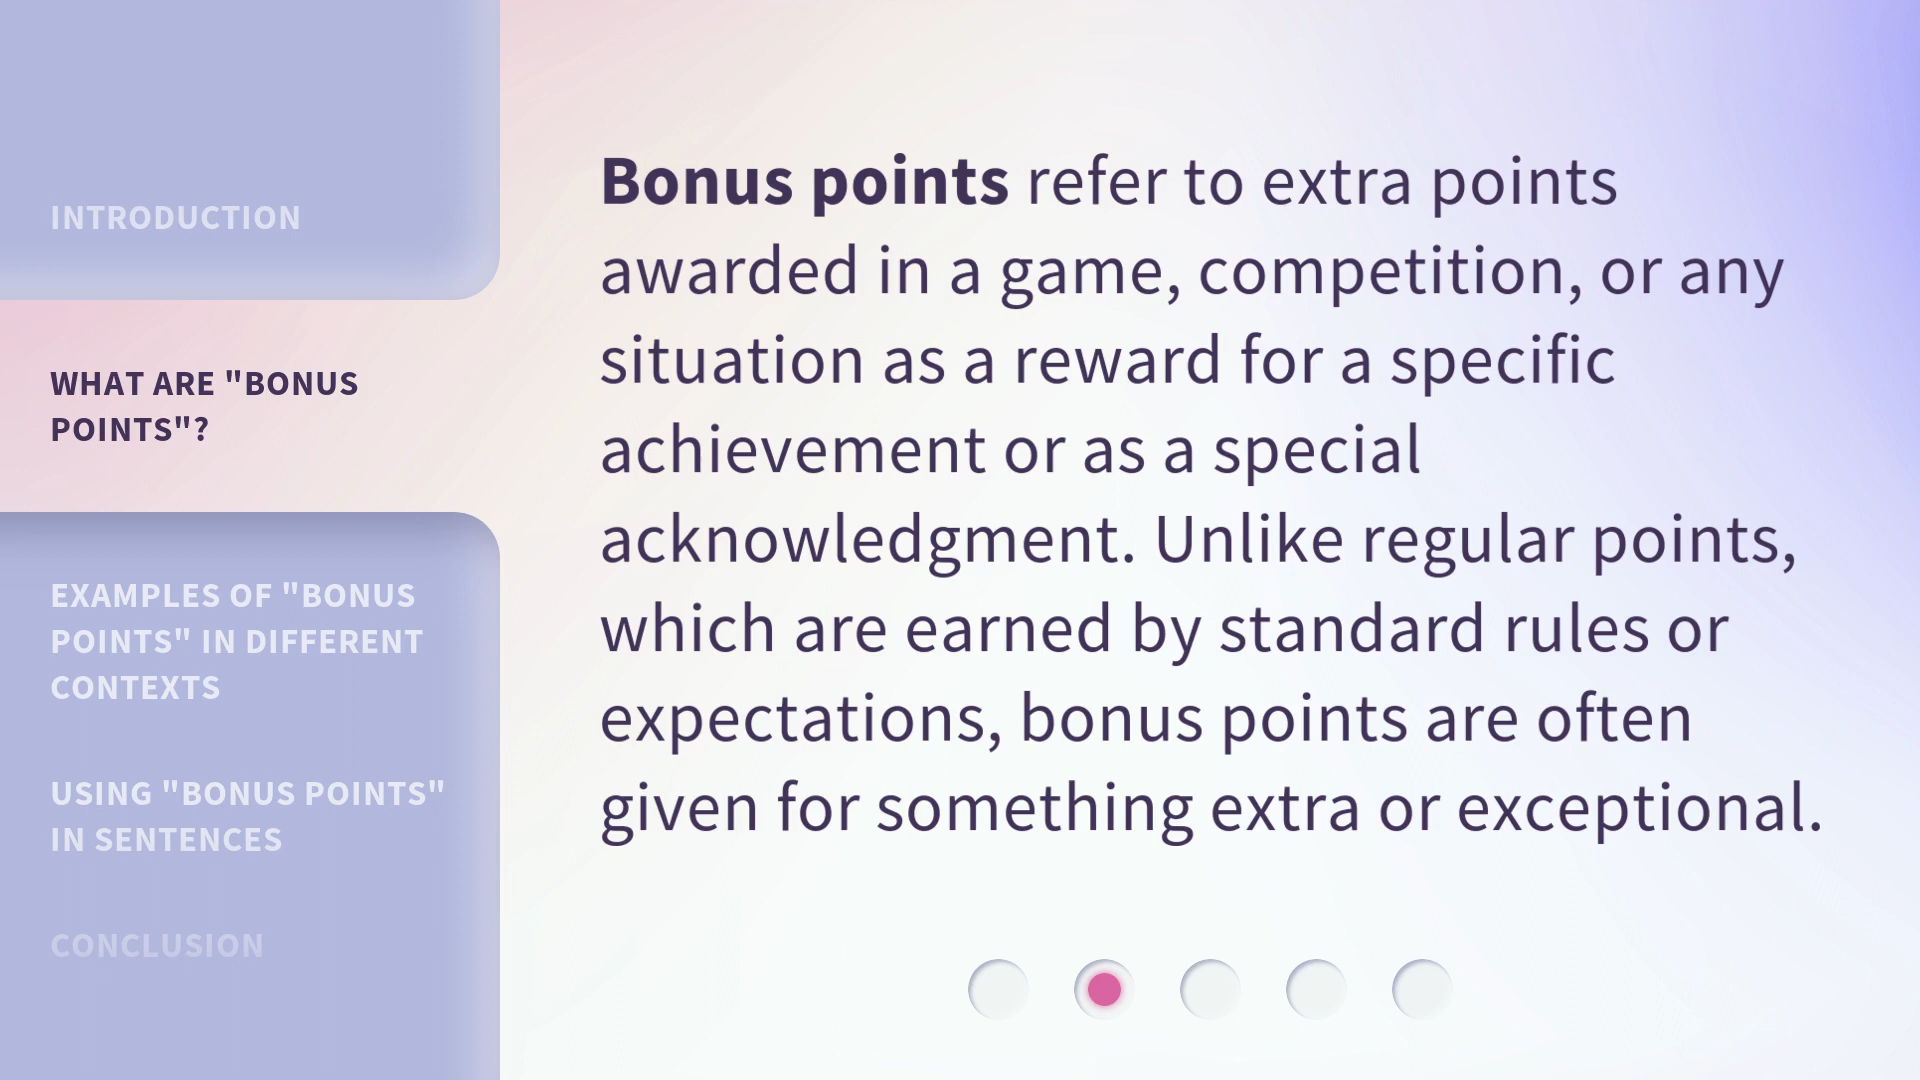 INTRODUCTION
WHAT ARE "BONUS
POINTS"?
EXAMPLES OF "BONUS
POINTS" IN DIFFERENT
CONTEXTS
USING "BONUS POINTS"
IN SENTENCES
CONCLUSION
Bonus points refer to extra points
awarded in a game, competition, or any
situation as a reward for a specific
achievement or as a special
acknowledgment. Unlike regular points,
which are earned by standard rules or
expectations, bonus points are often
given for something extra or exceptional.